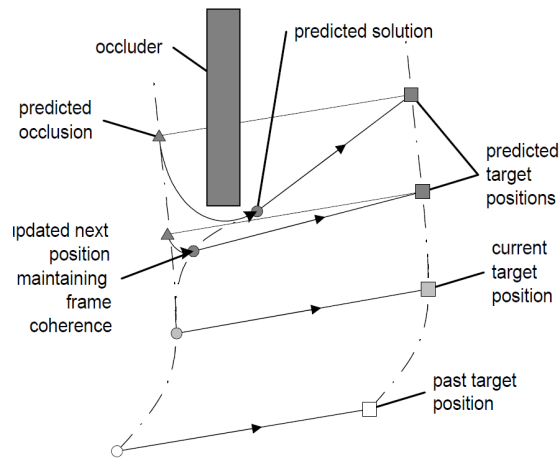 occluder
predicted solution
predicted
occlusion
predicted
target
positions
updated next
position
maintaining
frame
coherence
current
target
position
past target
position